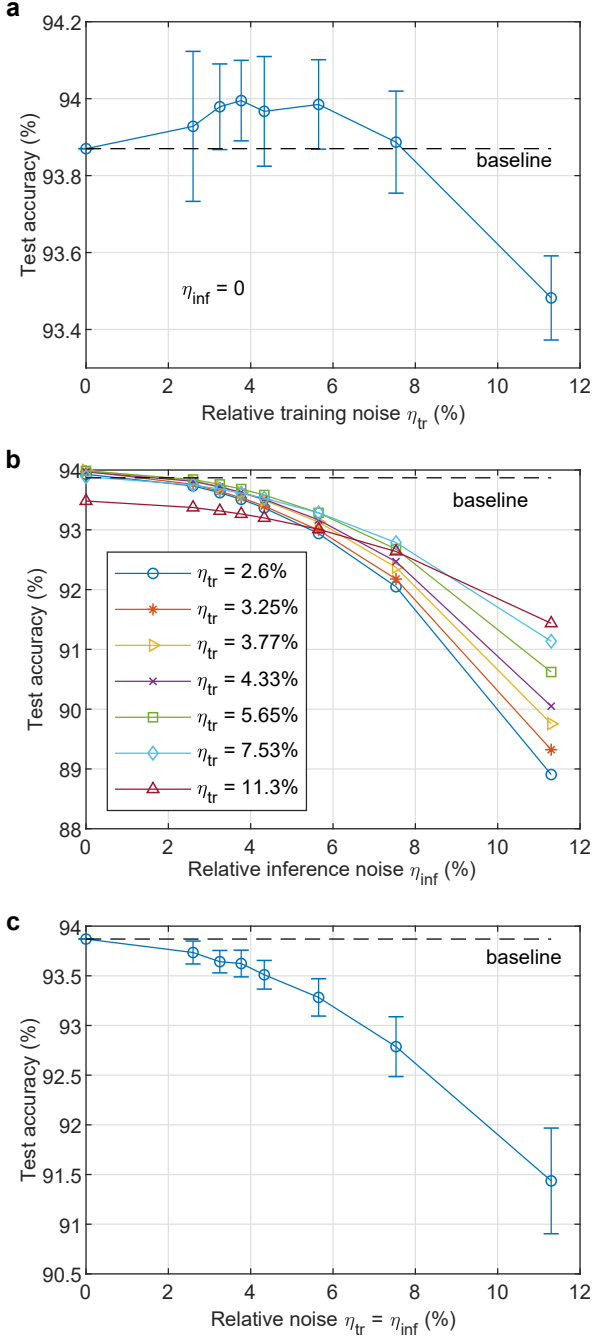 a
94.2
94
93.8
93.6
93.4
Test accuracy (%)
baseline
η_inf = 0
0 2 4 6 8 10 12
Relative training noise η_tr (%)
b
94
93
92
91
90
89
88
Test accuracy (%)
baseline
η_tr = 2.6%
η_tr = 3.25%
η_tr = 3.77%
η_tr = 4.33%
η_tr = 5.65%
η_tr = 7.53%
η_tr = 11.3%
0 2 4 6 8 10 12
Relative inference noise η_inf (%)
c
94
93.5
93
92.5
92
91.5
91
90.5
Test accuracy (%)
baseline
0 2 4 6 8 10 12
Relative noise η_tr = η_inf (%)